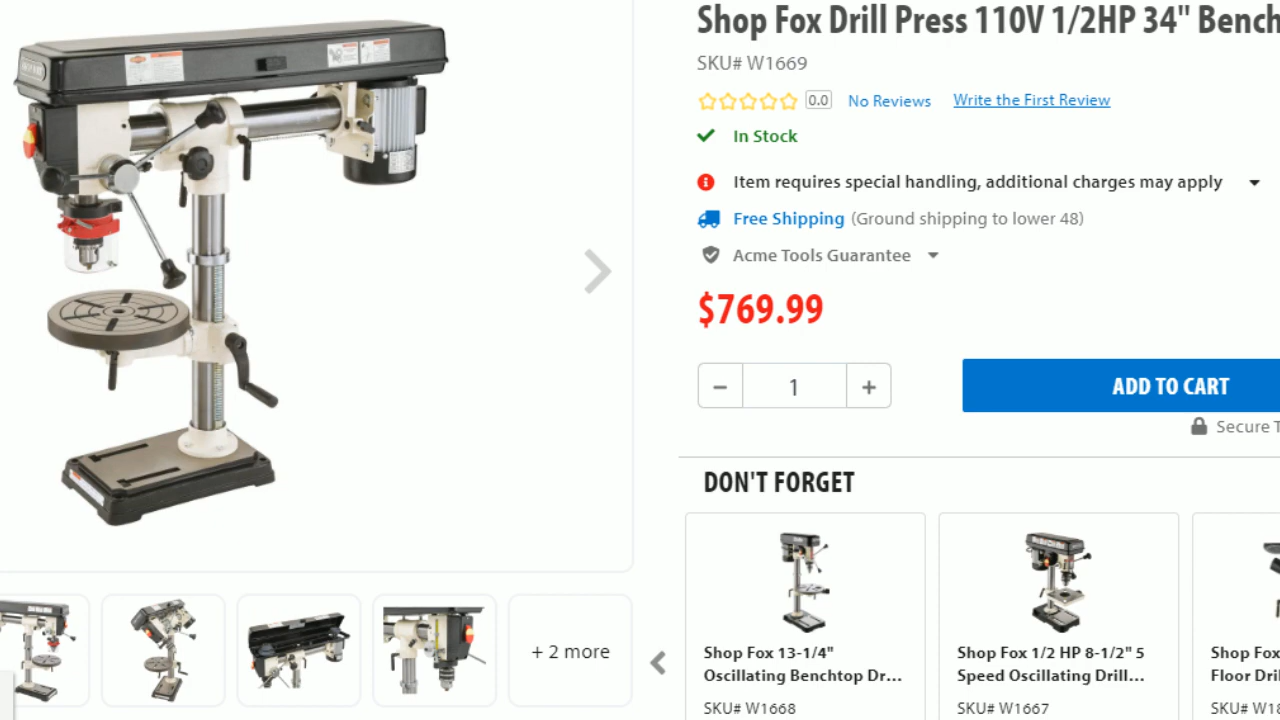 Shop Fox Drill Press 110V 1/2HP 34" Bench
SKU# W1669
0.0 No Reviews Write the First Review
In Stock
Item requires special handling, additional charges may apply
Free Shipping (Ground shipping to lower 48)
Acme Tools Guarantee
$769.99
− 1 + ADD TO CART
Secure T
DON'T FORGET
Shop Fox 13-1/4"
Oscillating Benchtop Dr...
SKU# W1668
Shop Fox 1/2 HP 8-1/2" 5
Speed Oscillating Drill...
SKU# W1667
Shop Fox
Floor Dril
SKU# W18
+ 2 more